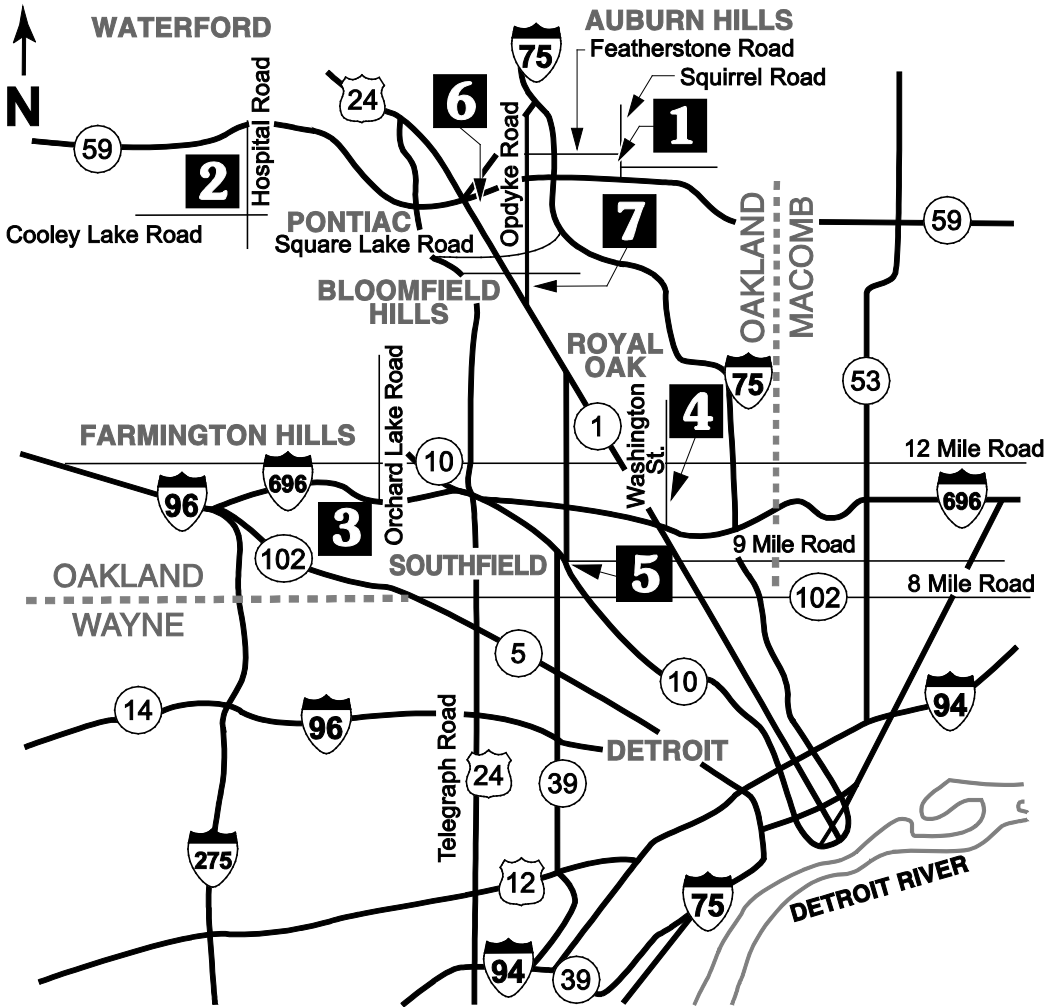 WATERFORD
AUBURN HILLS
75
Featherstone Road
Squirrel Road
24
6
N
Hospital Road
Opdyke Road
1
59
2
PONTIAC
7
OAKLAND
MACOMB
59
Cooley Lake Road
Square Lake Road
BLOOMFIELD
HILLS
ROYAL
OAK
Orchard Lake Road
75
53
Washington
St.
4
1
FARMINGTON HILLS
10
12 Mile Road
696
96
696
3
102
9 Mile Road
SOUTHFIELD
5
OAKLAND
8 Mile Road
102
WAYNE
5
10
14
96
94
Telegraph Road
DETROIT
24
39
275
12
75
DETROIT RIVER
94
39